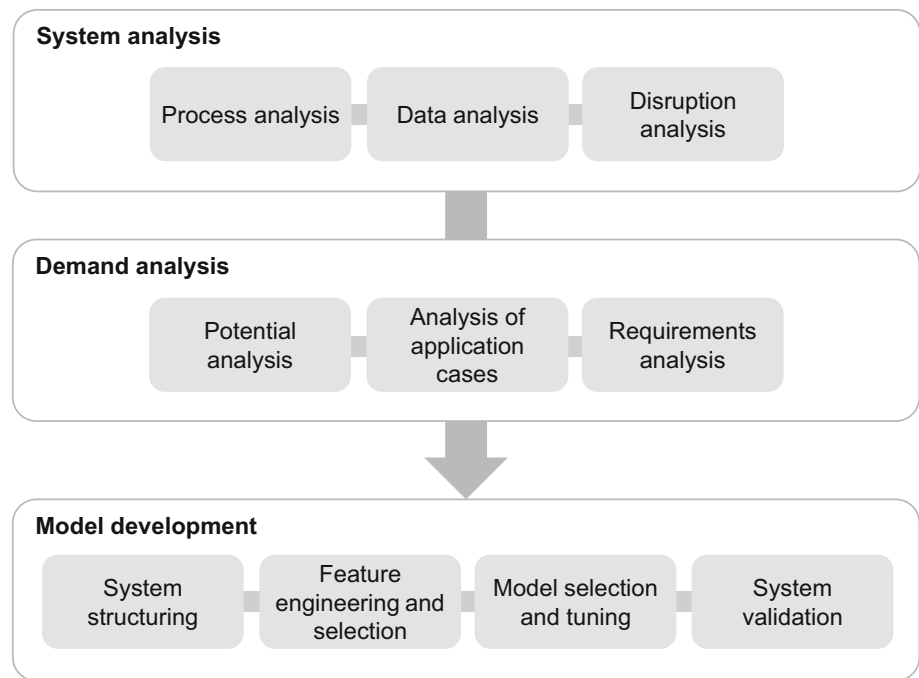 System analysis
Process analysis
Data analysis
Disruption
analysis
Demand analysis
Potential
analysis
Analysis of
application
cases
Requirements
analysis
Model development
System
structuring
Feature
engineering and
selection
Model selection
and tuning
System
validation